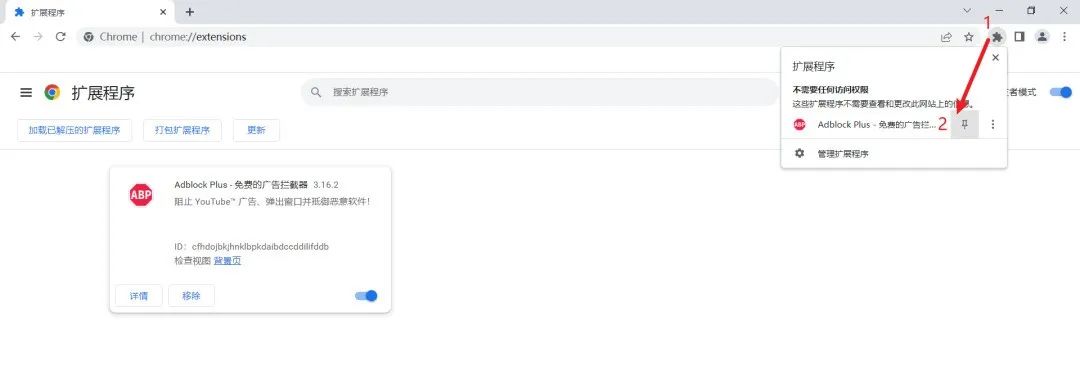 扩展程序
Chrome | chrome://extensions
1
扩展程序
搜索扩展程序
者模式
加载已解压的扩展程序
打包扩展程序
更新
扩展程序
不需要任何访问权限
这些扩展程序不需要查看和更改此网站上的信息。
Adblock Plus - 免费的广告拦...
2
管理扩展程序
ABP
Adblock Plus - 免费的广告拦截器 3.16.2
阻止 YouTube™ 广告、弹出窗口并抵御恶意软件!
ID: cfhdojbkjhnklbpkdaibdccddilifddb
检查视图 背景页
详情
移除